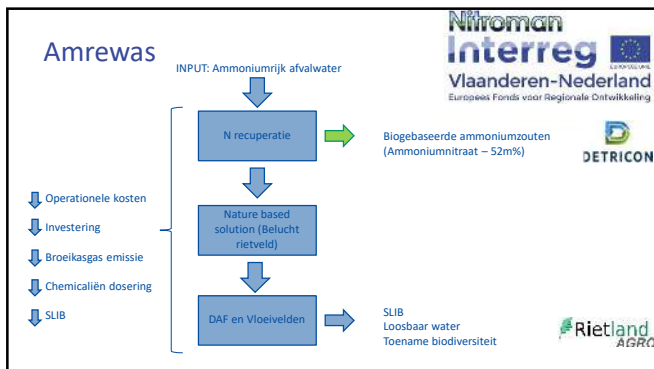 Amrewas
Nitroman
Interreg
EUROPESE UNIE
Vlaanderen-Nederland
Europees Fonds voor Regionale Ontwikkeling
INPUT: Ammoniumrijk afvalwater
N recuperatie
Biogebaseerde ammoniumzouten
(Ammoniumnitraat – 52m%)
DETRICON
Operationele kosten
Investering
Broeikasgas emissie
Chemicaliën dosering
SLIB
Nature based
solution (Belucht
rietveld)
DAF en Vloeivelden
SLIB
Loosbaar water
Toename biodiversiteit
Rietland
AGRO